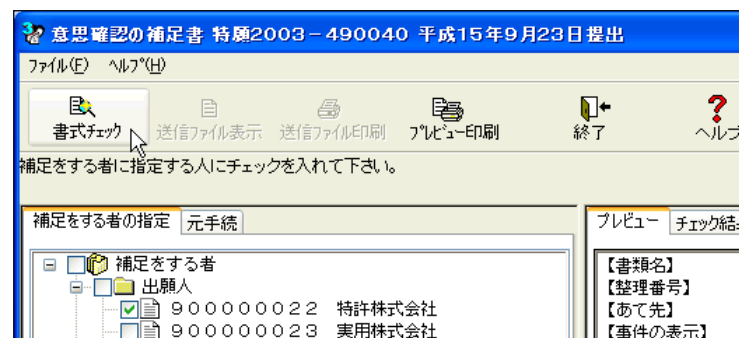 意思確認の補足書 特願2003－490040 平成15年9月23日提出
ﾌｧｲﾙ(F) ﾍﾙﾌﾟ(H)
書式ﾁｪｯｸ 送信ﾌｧｲﾙ表示 送信ﾌｧｲﾙ印刷 ﾌﾟﾚﾋﾞｭｰ印刷 終了 ヘルプ
補足をする者に指定する人にチェックを入れて下さい。
補足をする者の指定 元手続 プレビュー チェック結
補足をする者 【書類名】
出願人 【整理番号】
９０００００022 特許株式会社 【あて先】
９０００００023 実用株式会社 【事件の表示】